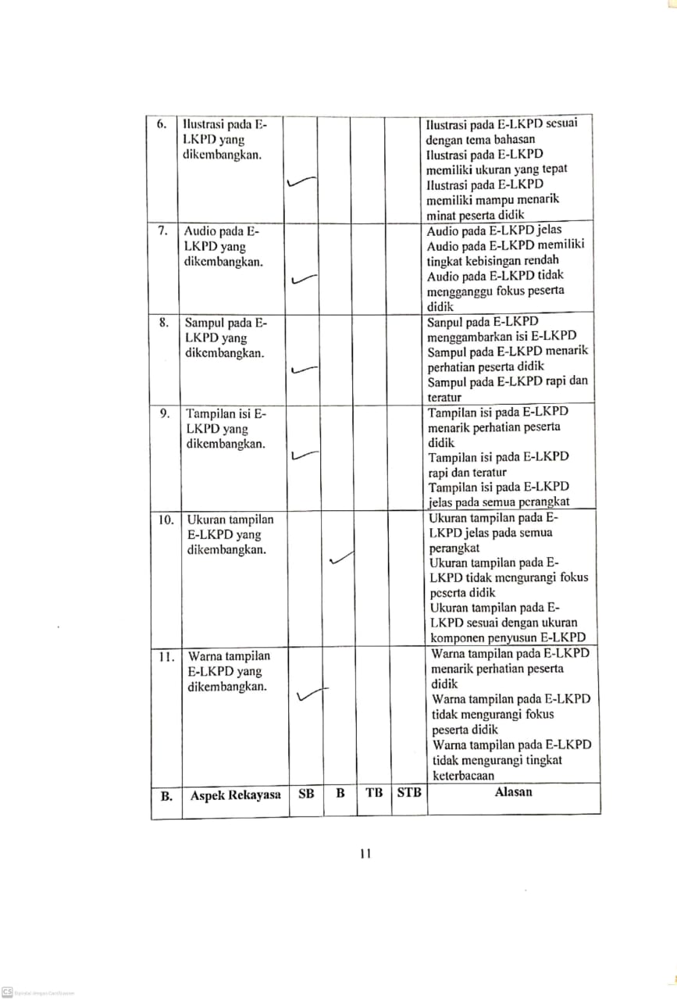 6. Ilustrasi pada E-
LKPD yang
dikembangkan.
Ilustrasi pada E-LKPD sesuai
dengan tema bahasan
Ilustrasi pada E-LKPD
memiliki ukuran yang tepat
Ilustrasi pada E-LKPD
memiliki mampu menarik
minat peserta didik
7. Audio pada E-
LKPD yang
dikembangkan.
Audio pada E-LKPD jelas
Audio pada E-LKPD memiliki
tingkat kebisingan rendah
Audio pada E-LKPD tidak
mengganggu fokus peserta
didik
8. Sampul pada E-
LKPD yang
dikembangkan.
Sanpul pada E-LKPD
menggambarkan isi E-LKPD
Sampul pada E-LKPD menarik
perhatian peserta didik
Sampul pada E-LKPD rapi dan
teratur
9. Tampilan isi E-
LKPD yang
dikembangkan.
Tampilan isi pada E-LKPD
menarik perhatian peserta
didik
Tampilan isi pada E-LKPD
rapi dan teratur
Tampilan isi pada E-LKPD
jelas pada semua perangkat
10. Ukuran tampilan
E-LKPD yang
dikembangkan.
Ukuran tampilan pada E-
LKPD jelas pada semua
perangkat
Ukuran tampilan pada E-
LKPD tidak mengurangi fokus
peserta didik
Ukuran tampilan pada E-
LKPD sesuai dengan ukuran
komponen penyusun E-LKPD
11. Warna tampilan
E-LKPD yang
dikembangkan.
Warna tampilan pada E-LKPD
menarik perhatian peserta
didik
Warna tampilan pada E-LKPD
tidak mengurangi fokus
peserta didik
Warna tampilan pada E-LKPD
tidak mengurangi tingkat
keterbacaan
B. Aspek Rekayasa SB B TB STB Alasan
11
CS Dipindai dengan CamScanner